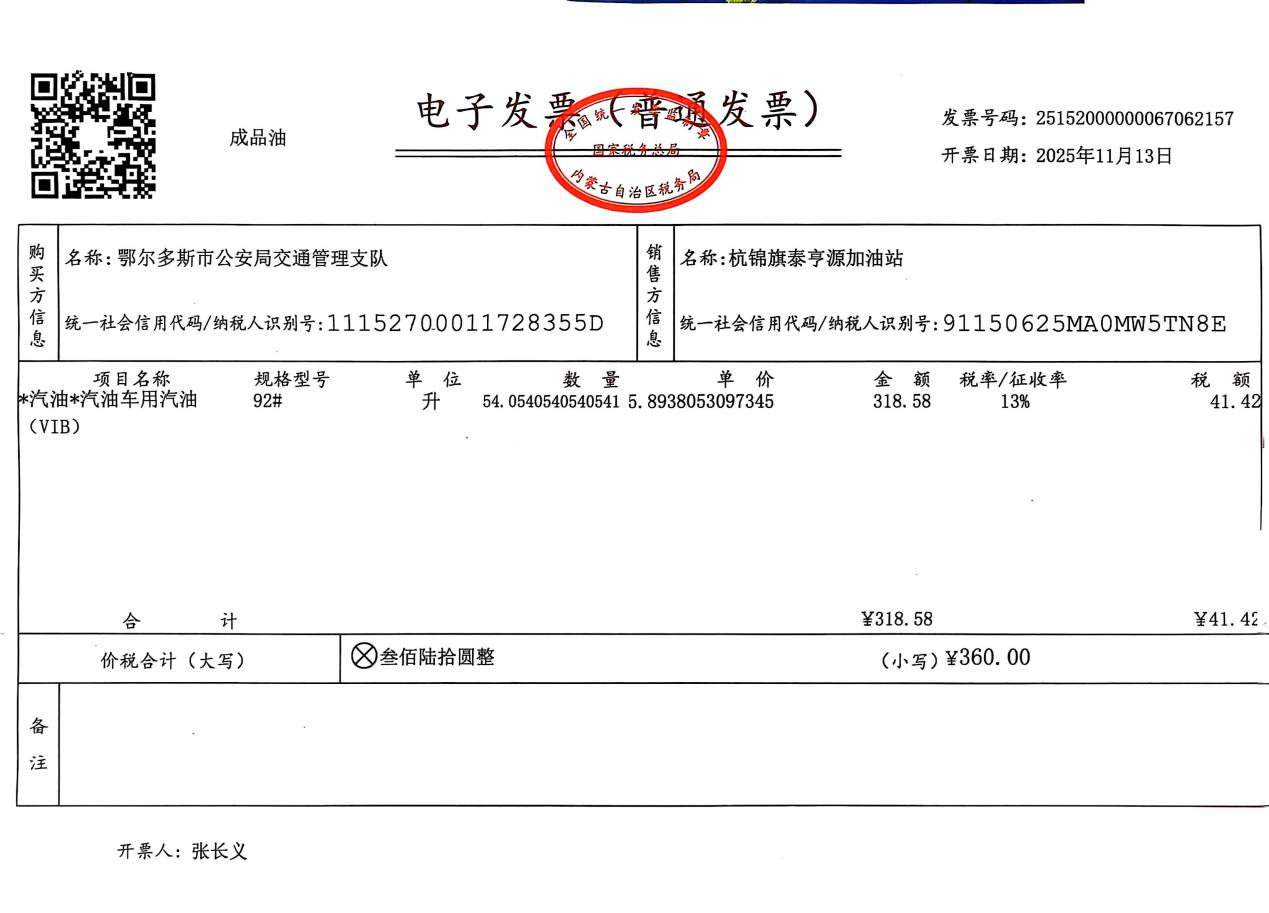 电子发票（普通发票）
成品油
全国统一发票监制章
国家税务总局
内蒙古自治区税务局
发票号码：25152000000067062157
开票日期：2025年11月13日
购买方信息
名称：鄂尔多斯市公安局交通管理支队
统一社会信用代码/纳税人识别号：11152700011728355D
销售方信息
名称：杭锦旗泰亨源加油站
统一社会信用代码/纳税人识别号：91150625MA0MW5TN8E
项目名称 规格型号 单位 数量 单价 金额 税率/征收率 税额
*汽油*汽油车用汽油 92# 升 54.0540540540541 5.8938053097345 318.58 13% 41.42
（VIB）
合计 ¥318.58 ¥41.42
价税合计（大写） ⊗叁佰陆拾圆整 （小写）¥360.00
备注
开票人：张长义